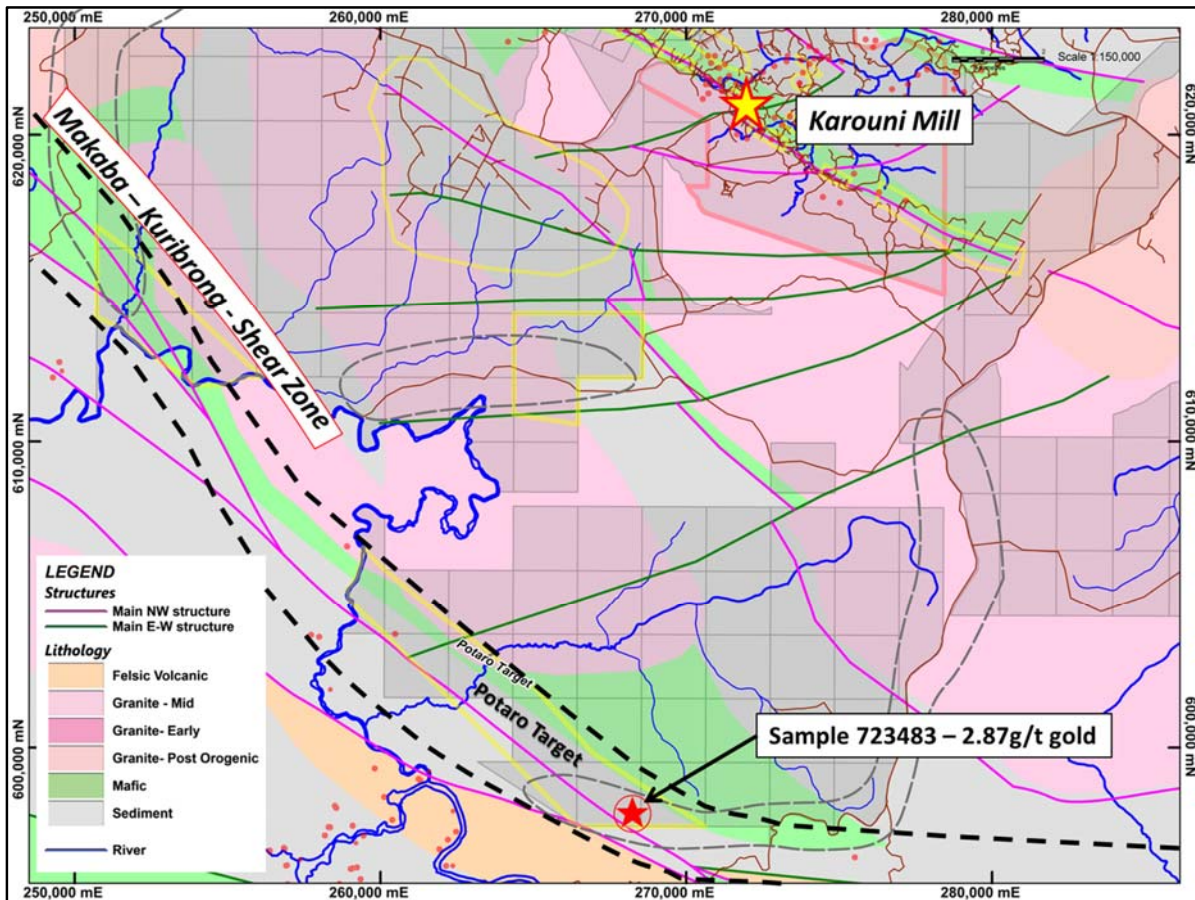 250,000 mE
260,000 mE
270,000 mE
280,000 mE
Scale 1:150,000
620,000 mN
620,000 mN
Karouni Mill
Makaba – Kuribrong - Shear Zone
610,000 mN
610,000 mN
LEGEND
Structures
Main NW structure
Main E-W structure
Lithology
Felsic Volcanic
Granite - Mid
Granite- Early
Granite- Post Orogenic
Mafic
Sediment
River
Potaro Target
Potaro Target
Sample 723483 – 2.87g/t gold
600,000 mN
600,000 mN
250,000 mE
260,000 mE
270,000 mE
280,000 mE